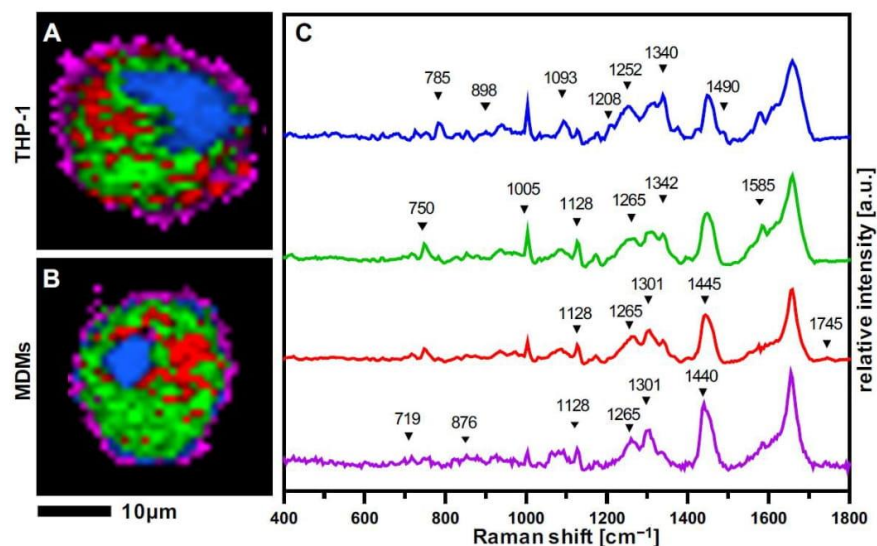 A
THP-1
B
MDMs
10µm
C
785
898
1093
1208
1252
1340
1490
750
1005
1128
1265
1342
1585
1128
1265
1301
1445
1745
719
876
1128
1265
1301
1440
relative intensity [a.u.]
400 600 800 1000 1200 1400 1600 1800
Raman shift [cm⁻¹]